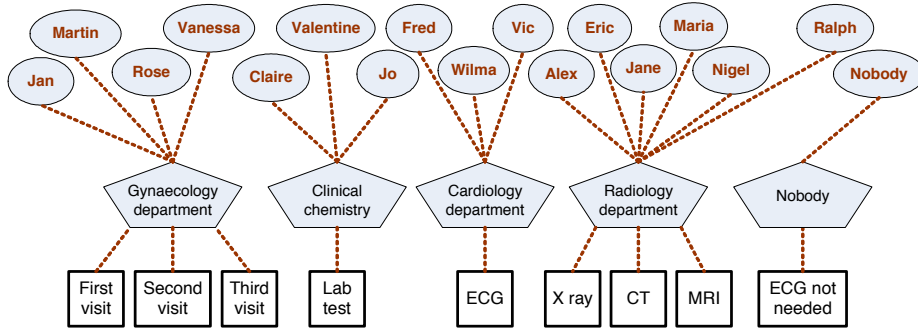 Martin
Vanessa
Valentine
Fred
Vic
Eric
Maria
Ralph
Jan
Rose
Claire
Jo
Wilma
Alex
Jane
Nigel
Nobody
Gynaecology
department
Clinical
chemistry
Cardiology
department
Radiology
department
Nobody
First
visit
Second
visit
Third
visit
Lab
test
ECG
X ray
CT
MRI
ECG not
needed